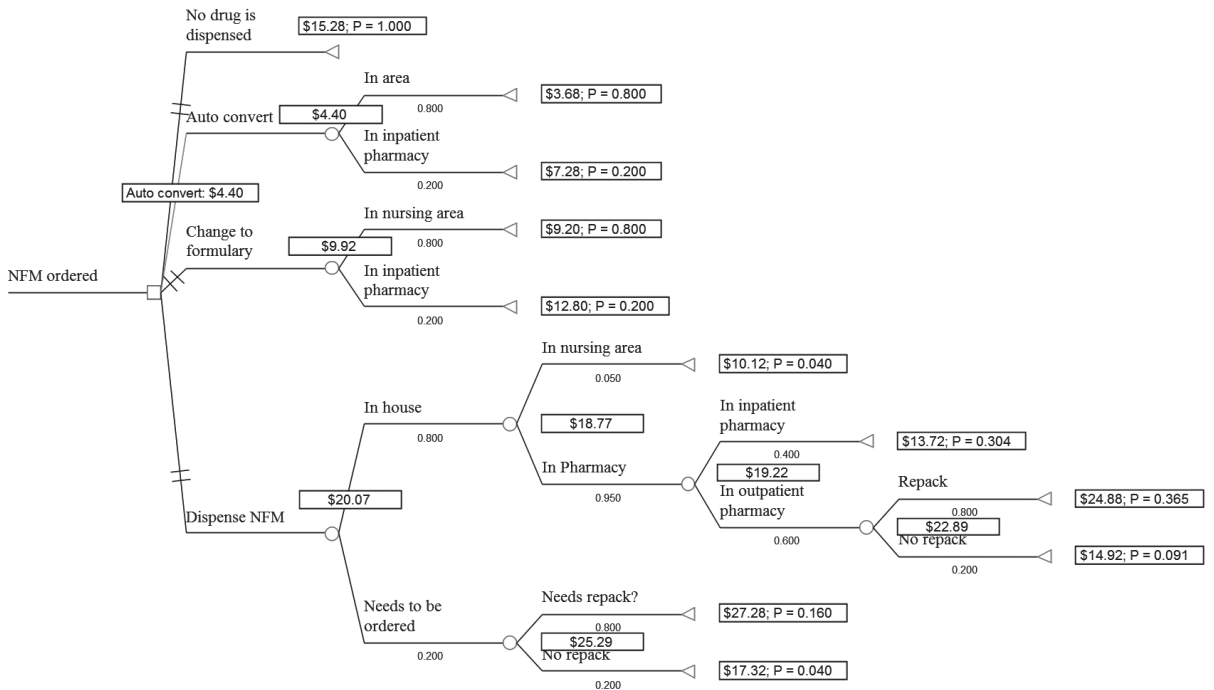 No drug is
dispensed
$15.28; P = 1.000
In area
$3.68; P = 0.800
0.800
Auto convert
$4.40
In inpatient
pharmacy
$7.28; P = 0.200
0.200
Auto convert: $4.40
In nursing area
$9.20; P = 0.800
0.800
Change to
formulary
$9.92
In inpatient
pharmacy
$12.80; P = 0.200
0.200
NFM ordered
In nursing area
$10.12; P = 0.040
0.050
In house
0.800
$18.77
In inpatient
pharmacy
$13.72; P = 0.304
0.400
In Pharmacy
0.950
$19.22
In outpatient
pharmacy
0.600
Repack
$24.88; P = 0.365
0.800
$22.89
No repack
$14.92; P = 0.091
0.200
$20.07
Dispense NFM
Needs to be
ordered
0.200
Needs repack?
$27.28; P = 0.160
0.800
$25.29
No repack
$17.32; P = 0.040
0.200